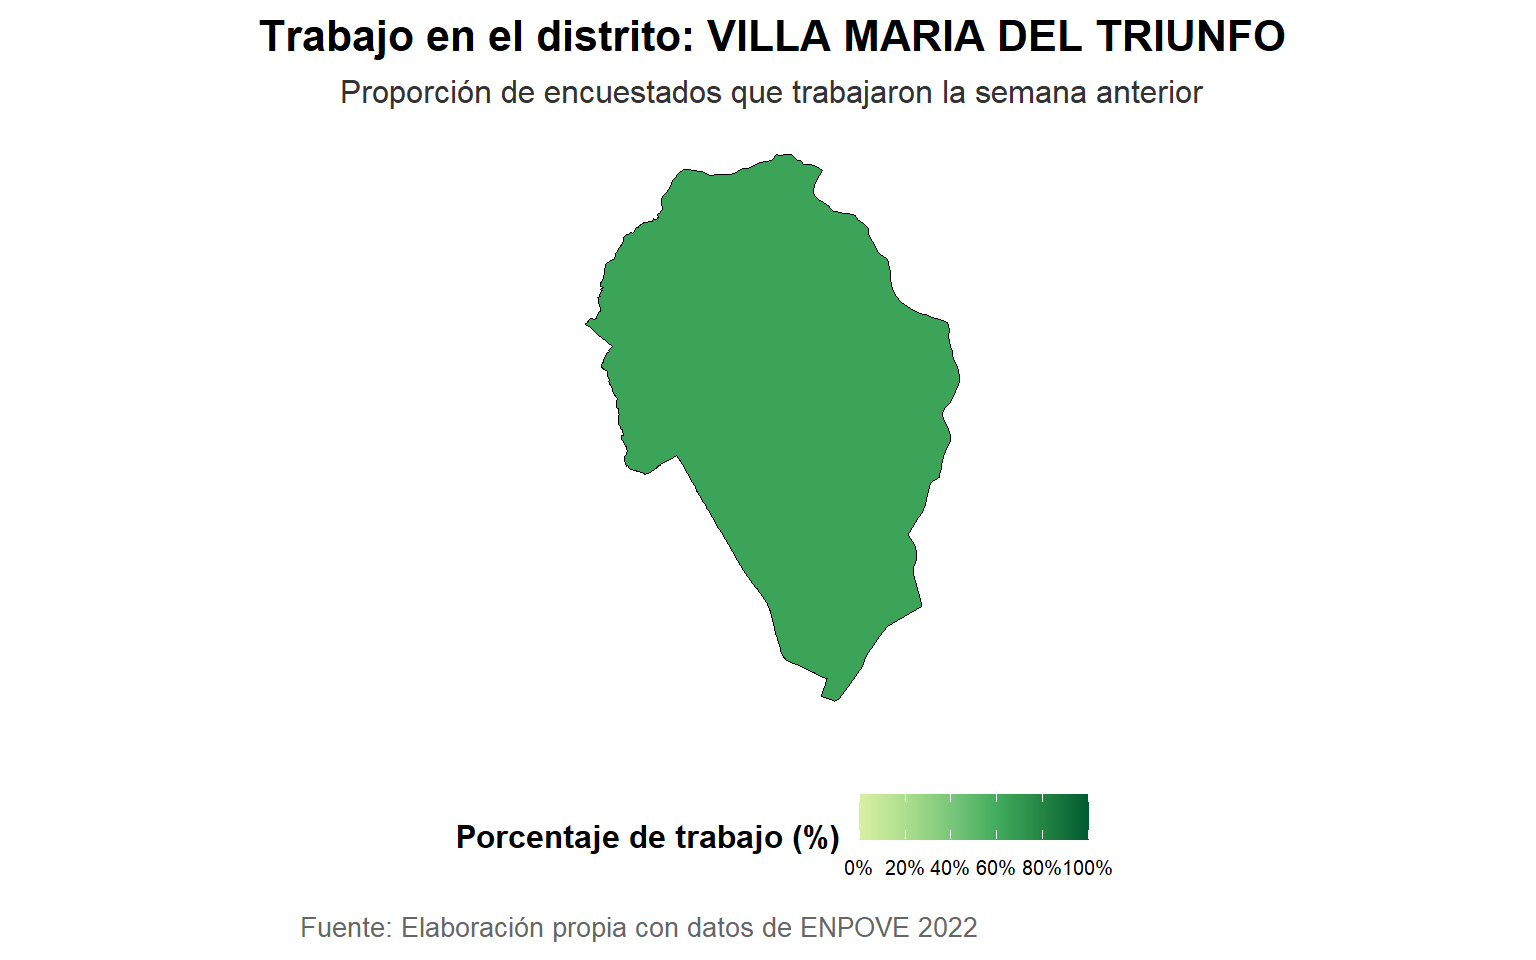 Trabajo en el distrito: VILLA MARIA DEL TRIUNFO
Proporción de encuestados que trabajaron la semana anterior
Porcentaje de trabajo (%)
0% 20% 40% 60% 80% 100%
Fuente: Elaboración propia con datos de ENPOVE 2022